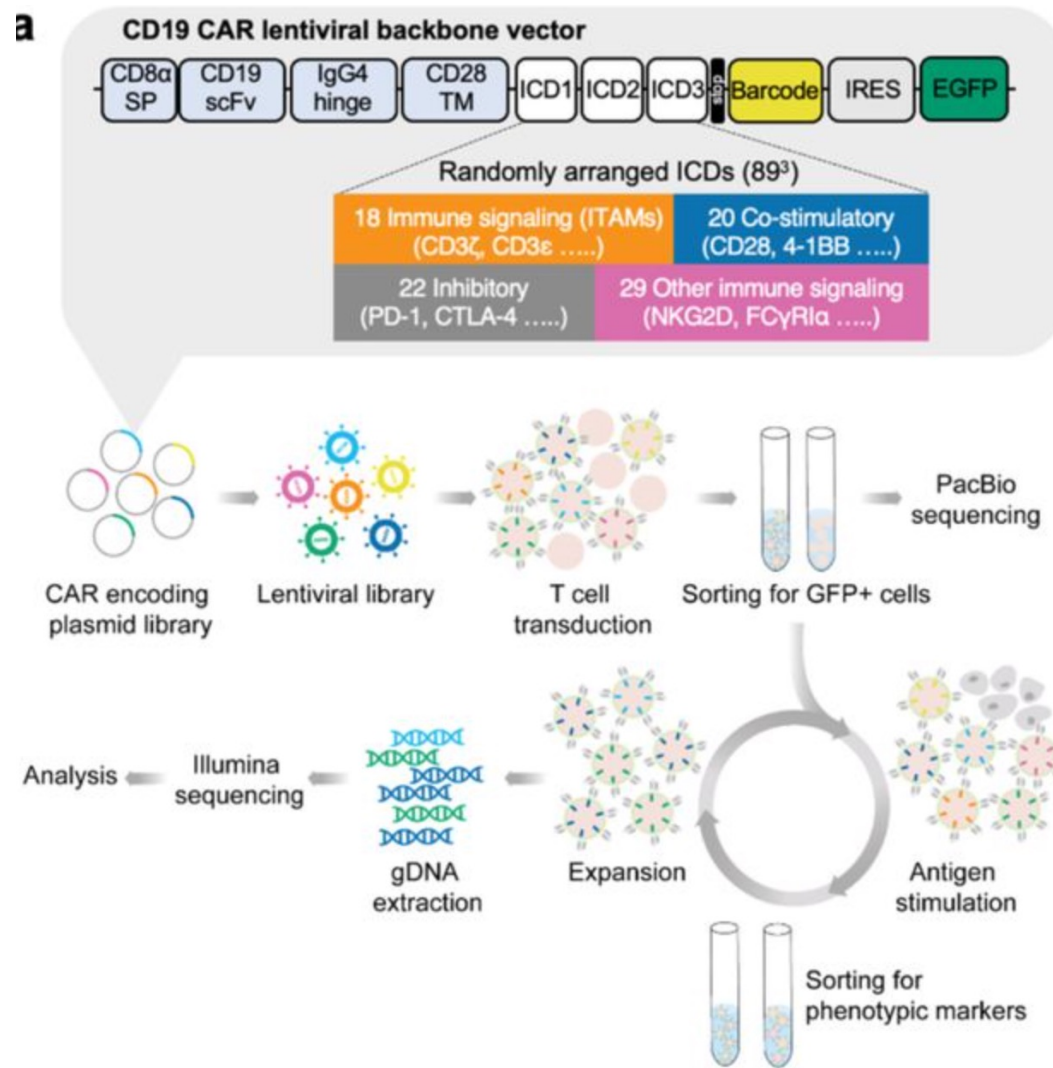 a
CD19 CAR lentiviral backbone vector
CD8α
SP
CD19
scFv
IgG4
hinge
CD28
TM
ICD1
ICD2
ICD3
stop
Barcode
IRES
EGFP
Randomly arranged ICDs (89³)
18 Immune signaling (ITAMs)
(CD3ζ, CD3ε .....)
20 Co-stimulatory
(CD28, 4-1BB .....)
22 Inhibitory
(PD-1, CTLA-4 .....)
29 Other immune signaling
(NKG2D, FCγRIα .....)
CAR encoding
plasmid library
Lentiviral library
T cell
transduction
Sorting for GFP+ cells
PacBio
sequencing
Analysis
Illumina
sequencing
gDNA
extraction
Expansion
Antigen
stimulation
Sorting for
phenotypic markers